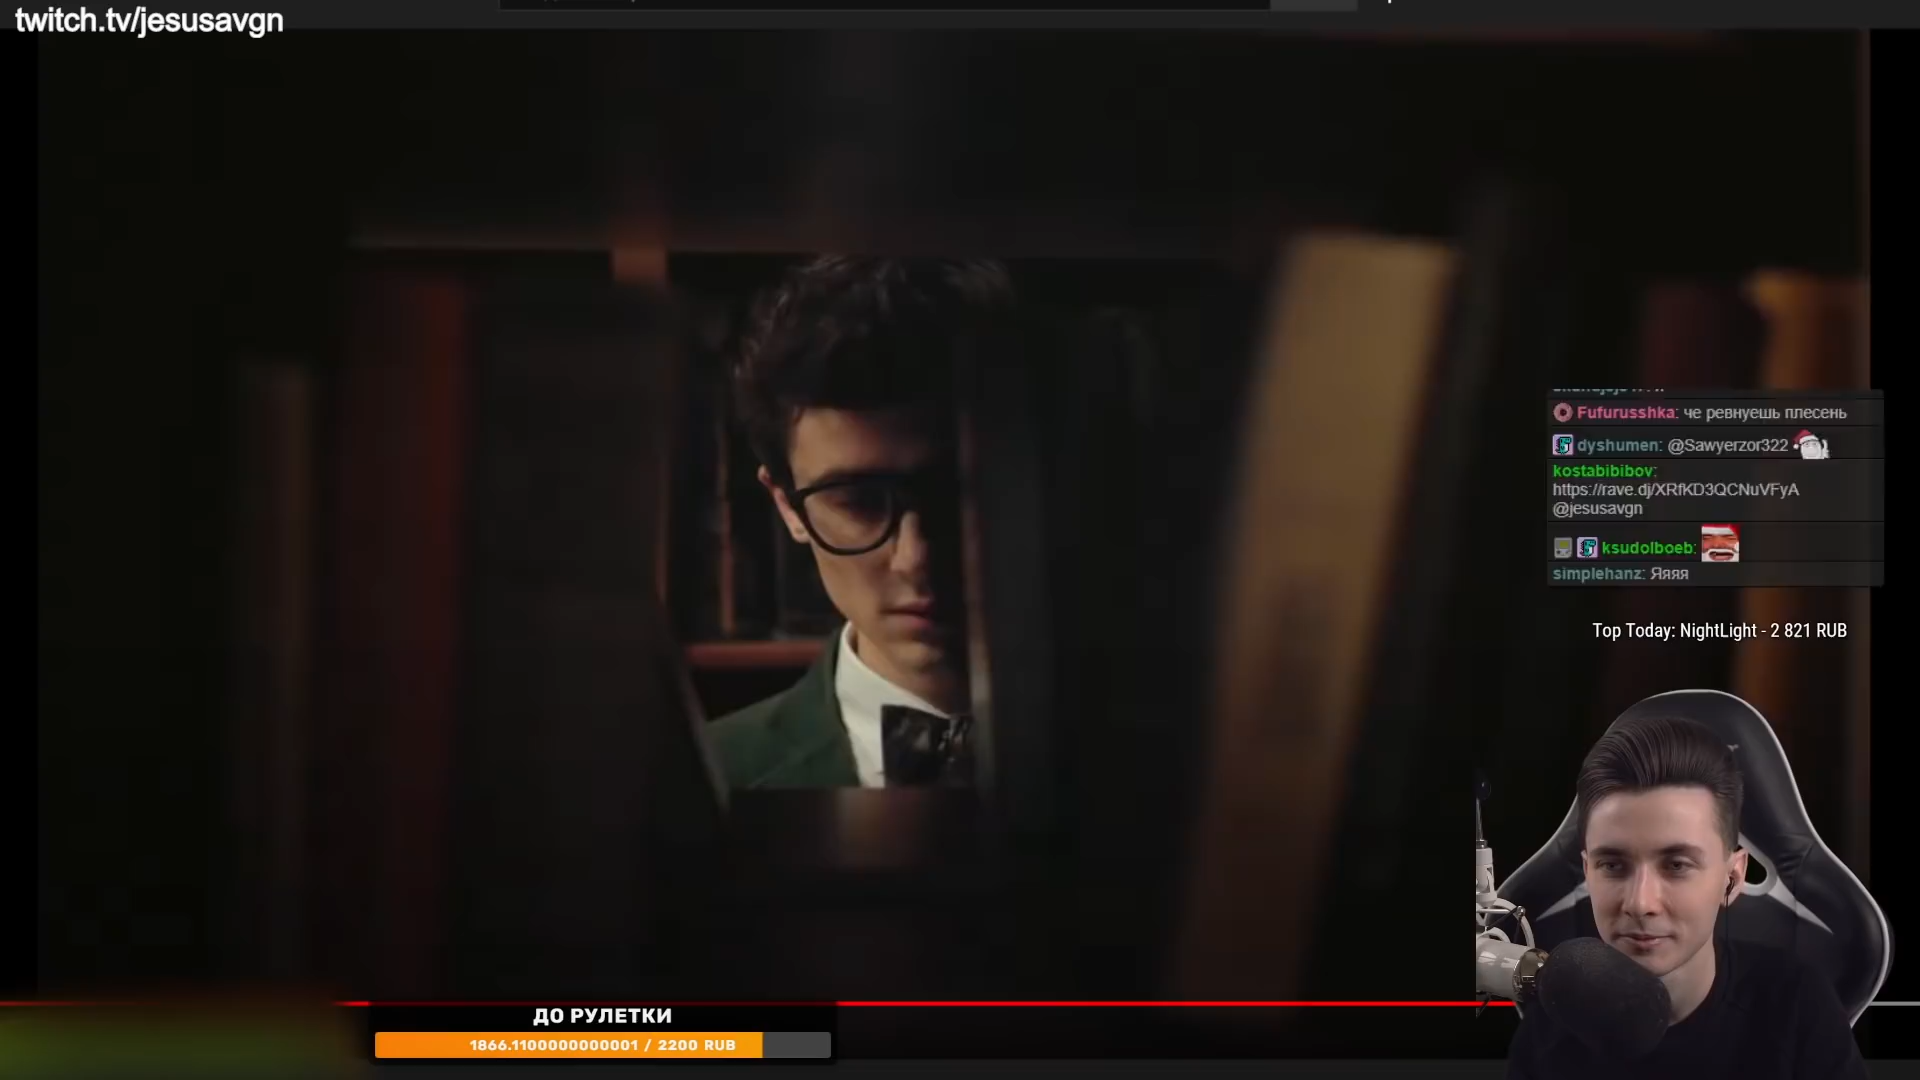 twitch.tv/jesusavgn
Fufurusshka: че ревнуешь плесень
dyshumen: @Sawyerzor322
kostabibibov:
https://rave.dj/XRfKD3QCNuVFyA
@jesusavgn
ksudolboeb:
simplehanz: Яяяя
Top Today: NightLight - 2 821 RUB
ДО РУЛЕТКИ
1866.1100000000001 / 2200 RUB